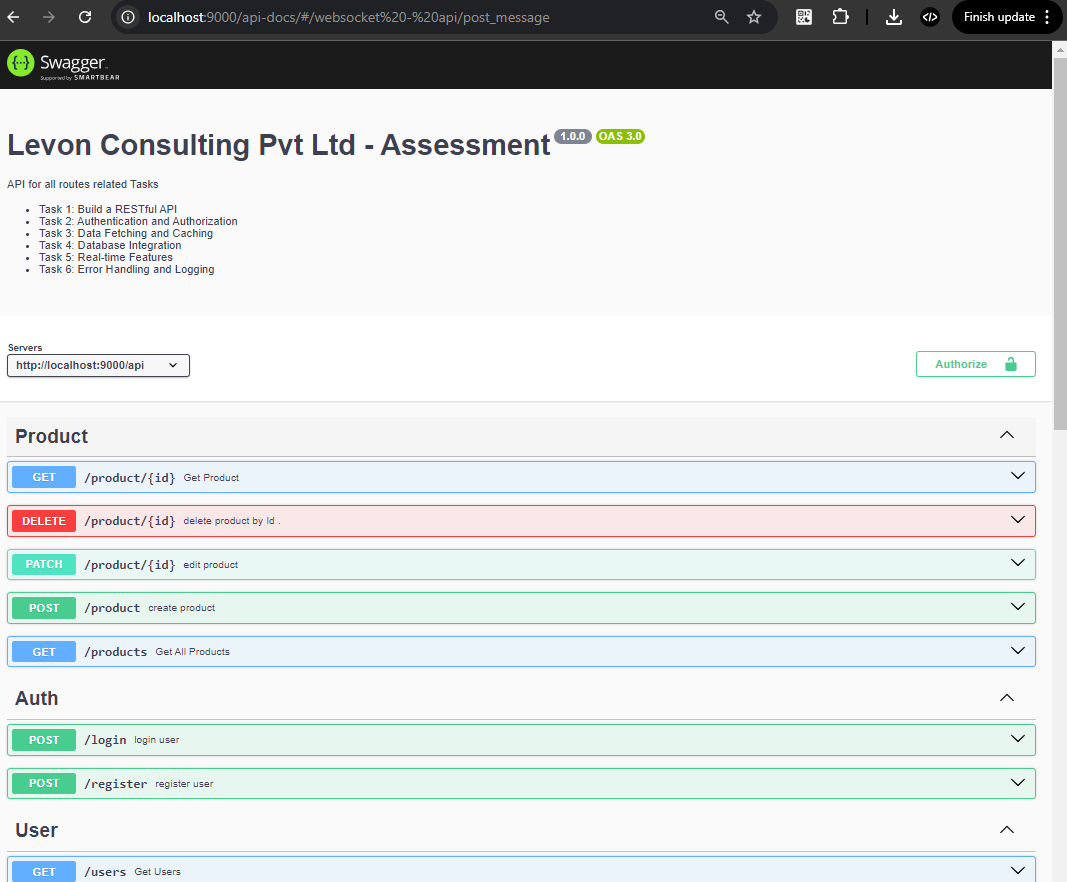 localhost:9000/api-docs/#/websocket%20-%20api/post_message
Finish update
Swagger
Supported by SMARTBEAR
Levon Consulting Pvt Ltd - Assessment 1.0.0 OAS 3.0
API for all routes related Tasks
Task 1: Build a RESTful API
Task 2: Authentication and Authorization
Task 3: Data Fetching and Caching
Task 4: Database Integration
Task 5: Real-time Features
Task 6: Error Handling and Logging
Servers
http://localhost:9000/api
Authorize
Product
GET /product/{id} Get Product
DELETE /product/{id} delete product by Id .
PATCH /product/{id} edit product
POST /product create product
GET /products Get All Products
Auth
POST /login login user
POST /register register user
User
GET /users Get Users